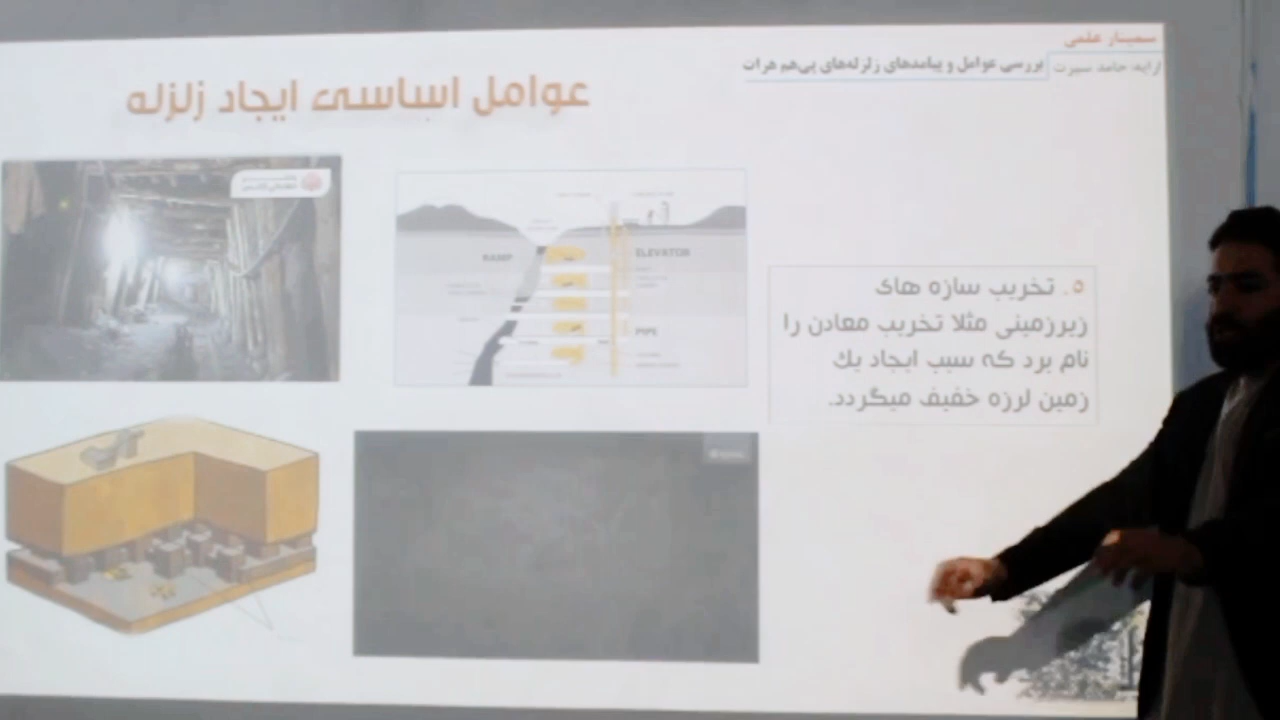 سمینار علمی
ارایه: حامد سیرت
بررسی عوامل و پیامدهای زلزله‌های پی‌هم هرات
عوامل اساسی ایجاد زلزله
۵. تخریب سازه های
زیرزمینی مثلا تخریب معادن را
نام برد که سبب ایجاد یك
زمین لرزه خفیف میگردد.
RAMP
ELEVATOR
PIPE